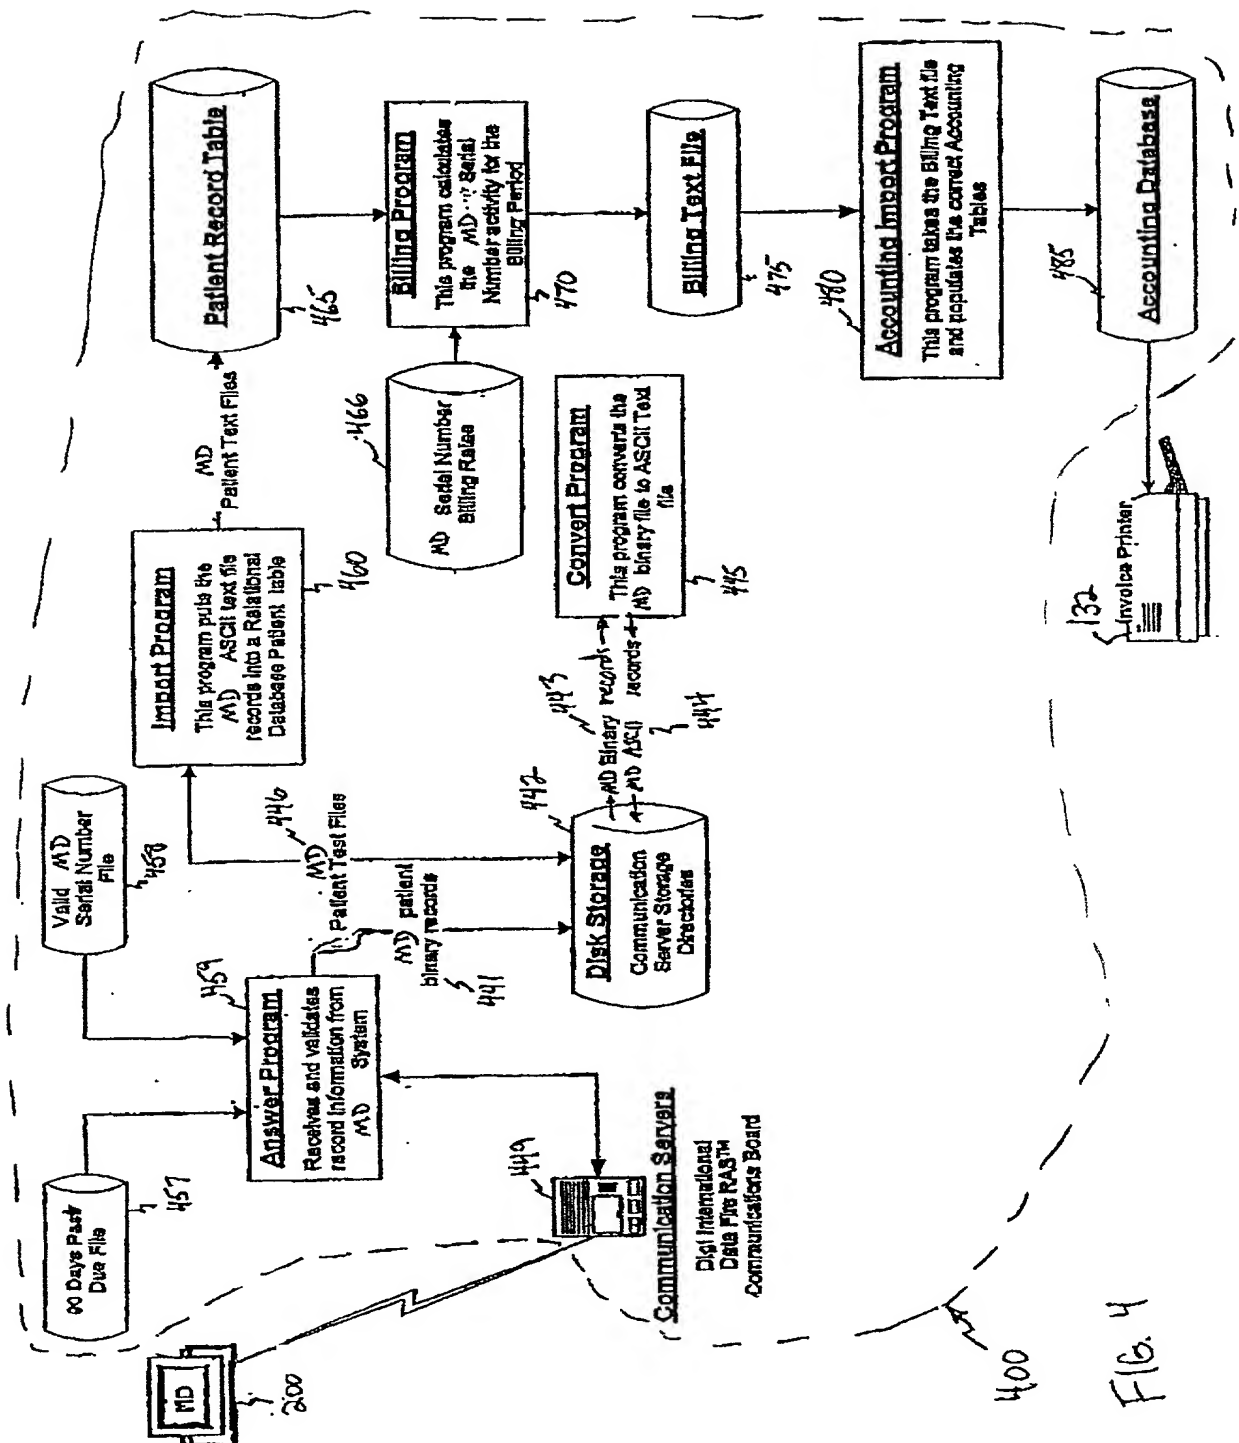 90 Days Past
Due File
457
Valid MD
Serial Number
File
458
MD
200
Answer Program
Receives and validates
record information from
MD System
459
Import Program
This program puts the
MD ASCII text file
records into a Relational
Database Patient table
460
MD
Patient Text Files
Patient Record Table
465
446
MD
Patient Test Files
MD patient
binary records
441
MD Serial Number
Billing Rates
466
Billing Program
This program calculates
the MD Serial
Number activity for the
Billing Period
470
449
Communication Servers
Digi International
Data Fire RAS™
Communications Board
Disk Storage
Communication
Server Storage
Directories
442
MD Binary records
443
MD ASCII records
444
Convert Program
This program converts the
MD binary file to ASCII Text
file
445
Billing Text File
475
Accounting Import Program
This program takes the Billing Text file
and populates the correct Accounting
Tables
480
Accounting Database
485
132
Invoice Printer
400
FIG. 4